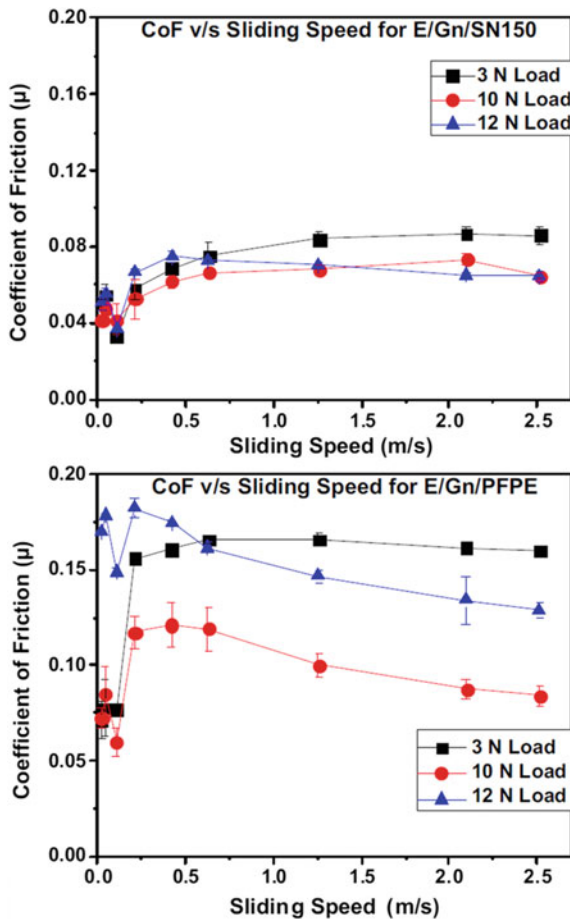 CoF v/s Sliding Speed for E/Gn/SN150
3 N Load
10 N Load
12 N Load
Coefficient of Friction (μ)
0.20
0.16
0.12
0.08
0.04
0.00
0.0 0.5 1.0 1.5 2.0 2.5
Sliding Speed (m/s)
CoF v/s Sliding Speed for E/Gn/PFPE
Coefficient of Friction (μ)
0.20
0.15
0.10
0.05
0.00
3 N Load
10 N Load
12 N Load
0.0 0.5 1.0 1.5 2.0 2.5
Sliding Speed (m/s)